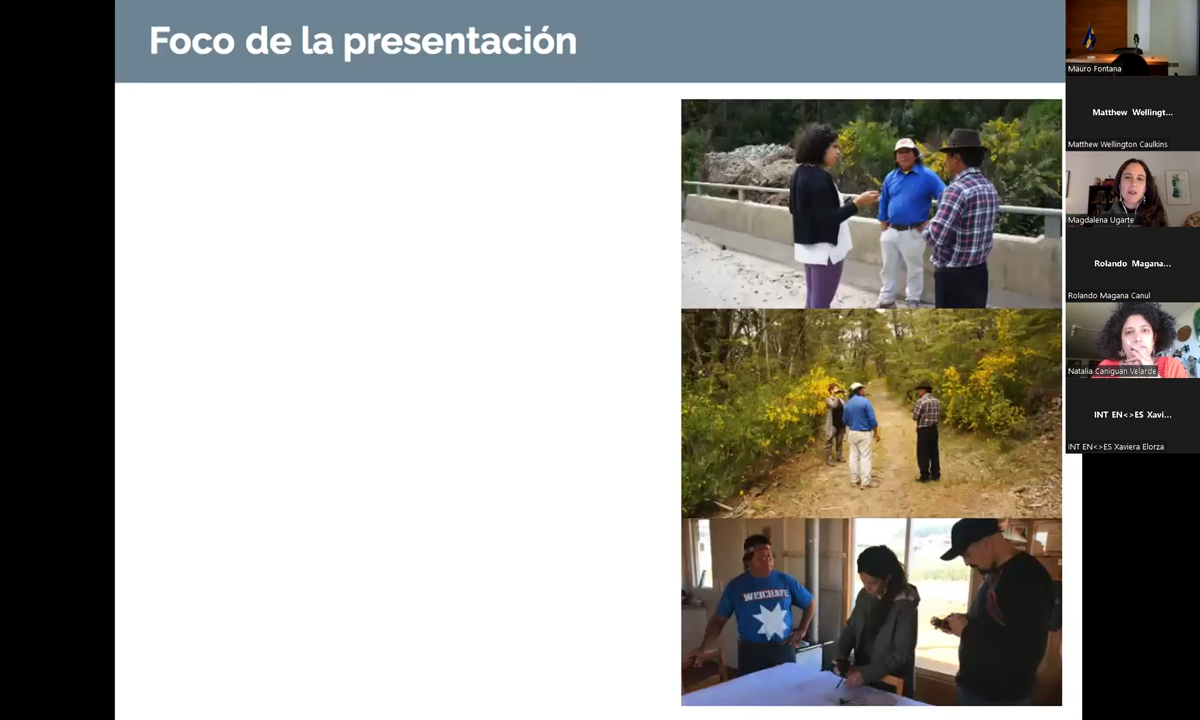 Foco de la presentación
Mauro Fontana
Matthew Wellingt...
Matthew Wellington Caulkins
Magdalena Ugarte
Rolando Magana...
Rolando Magana Canul
Natalia Caniguan Velarde
INT EN<>ES Xavi...
INT EN<>ES Xaviera Elorza
WEICHAFE